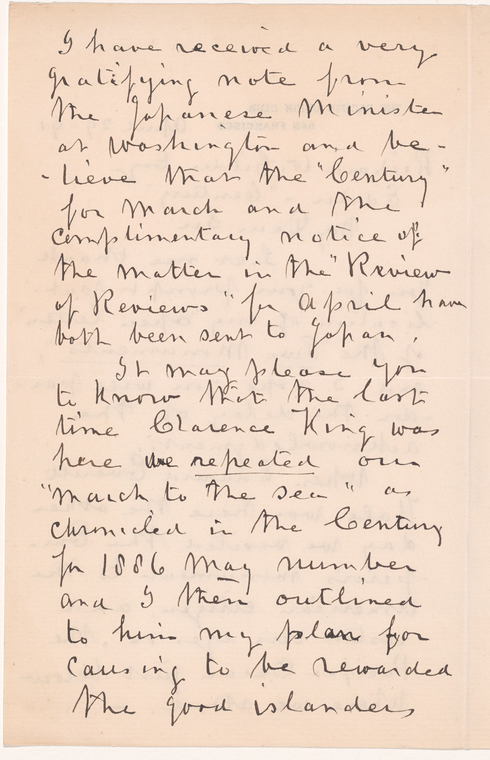 I have received a very
gratifying note from
the Japanese Minister
at Washington and be-
-lieve that the "Century"
for March and the
complimentary notice of
the matter in the "Review
of Reviews" for April have
both been sent to Japan.
It may please you
to know that the last
time Clarence King was
here we repeated our
"march to the sea" as
chronicled in the Century
for 1886 May number
and I then outlined
to him my plan for
causing to be rewarded
the good islanders